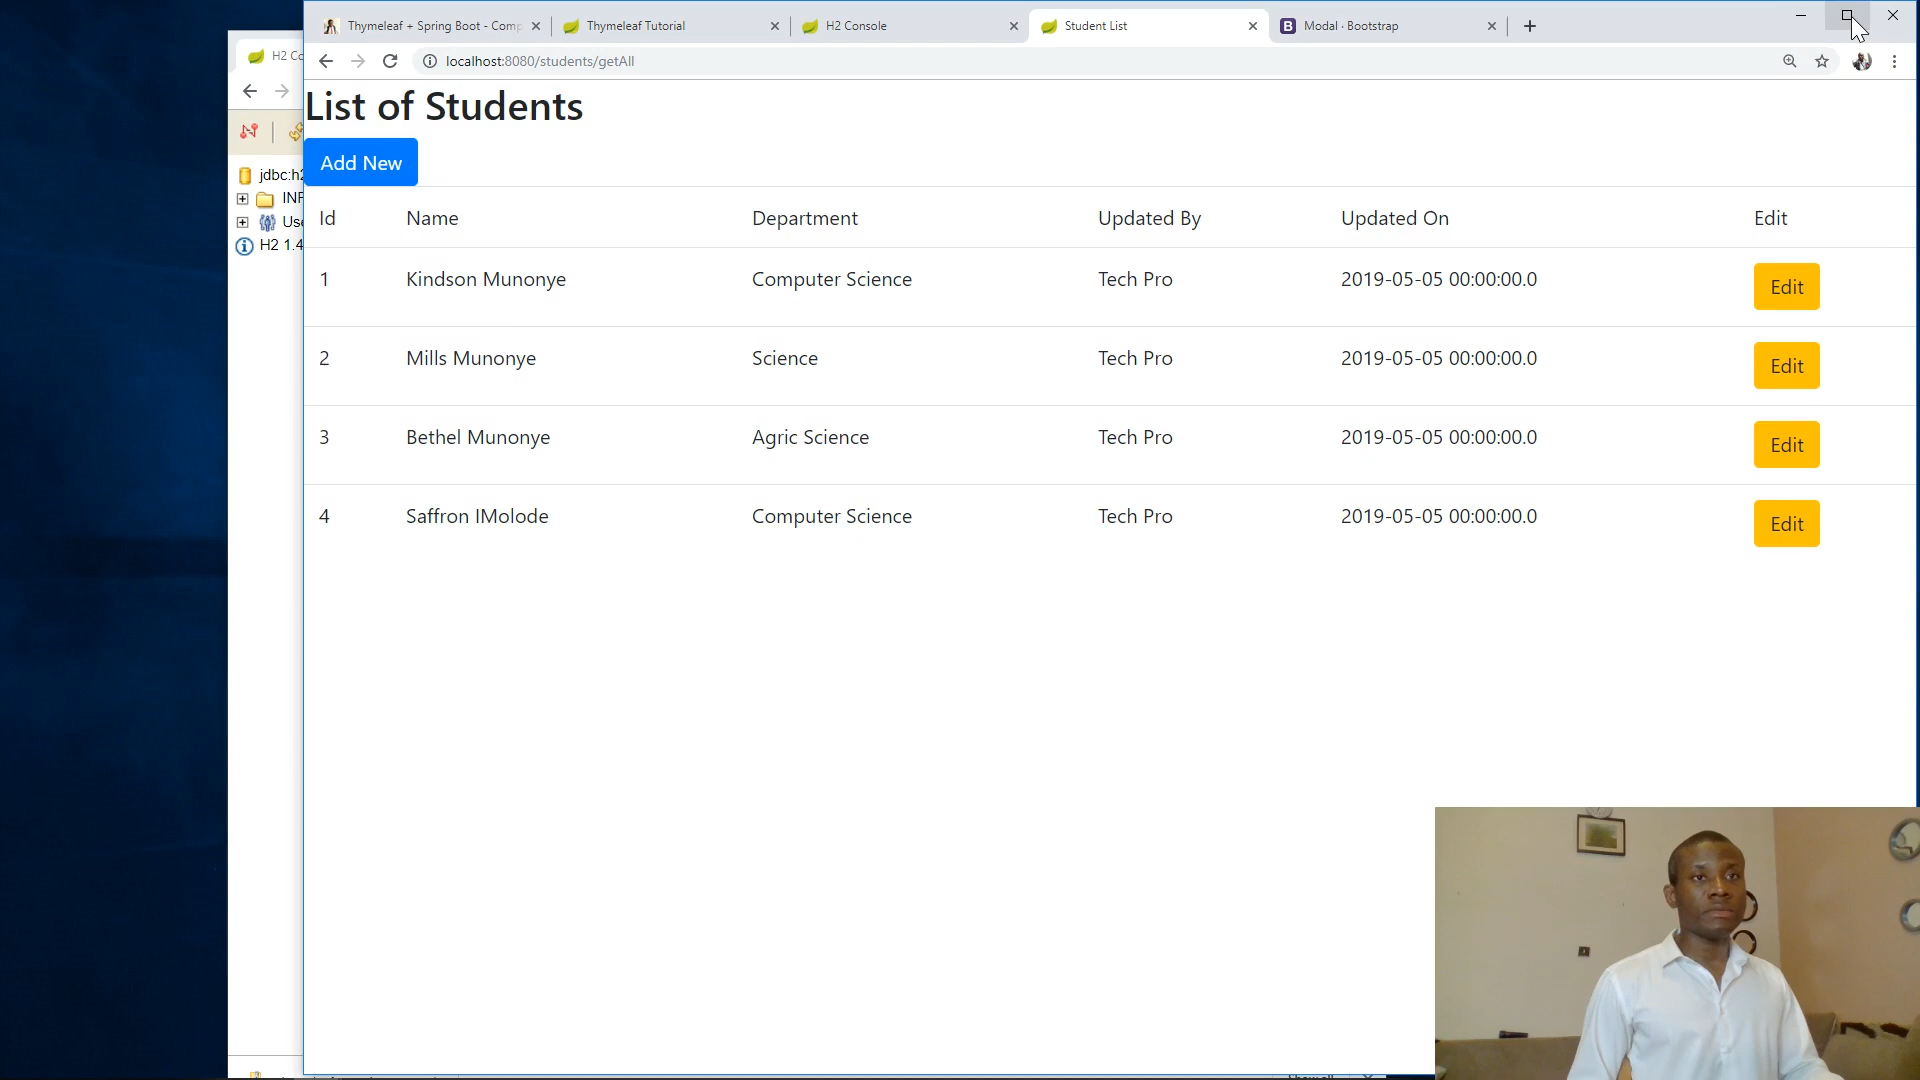 Thymeleaf + Spring Boot - Comp
Thymeleaf Tutorial
H2 Console
Student List
Modal · Bootstrap
localhost:8080/students/getAll
H2 Co
jdbc:h2
INF
Use
H2 1.4
List of Students
Add New
Id Name Department Updated By Updated On Edit
1 Kindson Munonye Computer Science Tech Pro 2019-05-05 00:00:00.0 Edit
2 Mills Munonye Science Tech Pro 2019-05-05 00:00:00.0 Edit
3 Bethel Munonye Agric Science Tech Pro 2019-05-05 00:00:00.0 Edit
4 Saffron IMolode Computer Science Tech Pro 2019-05-05 00:00:00.0 Edit